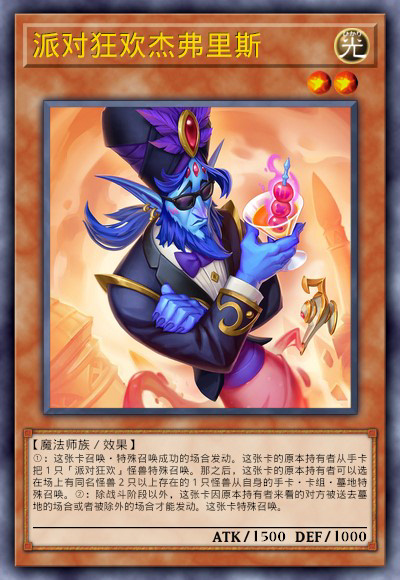 派对狂欢杰弗里斯
光
【魔法师族／效果】
①：这张卡召唤·特殊召唤成功的场合发动。这张卡的原本持有者从手卡
把1只「派对狂欢」怪兽特殊召唤。那之后，这张卡的原本持有者可以选
在场上有同名怪兽2只以上存在的1只怪兽从自身的手卡·卡组·墓地特
殊召唤。②：除战斗阶段以外，这张卡因原本持有者来看的对方被送去墓
地的场合或者被除外的场合才能发动。这张卡特殊召唤。
ATK/1500 DEF/1000